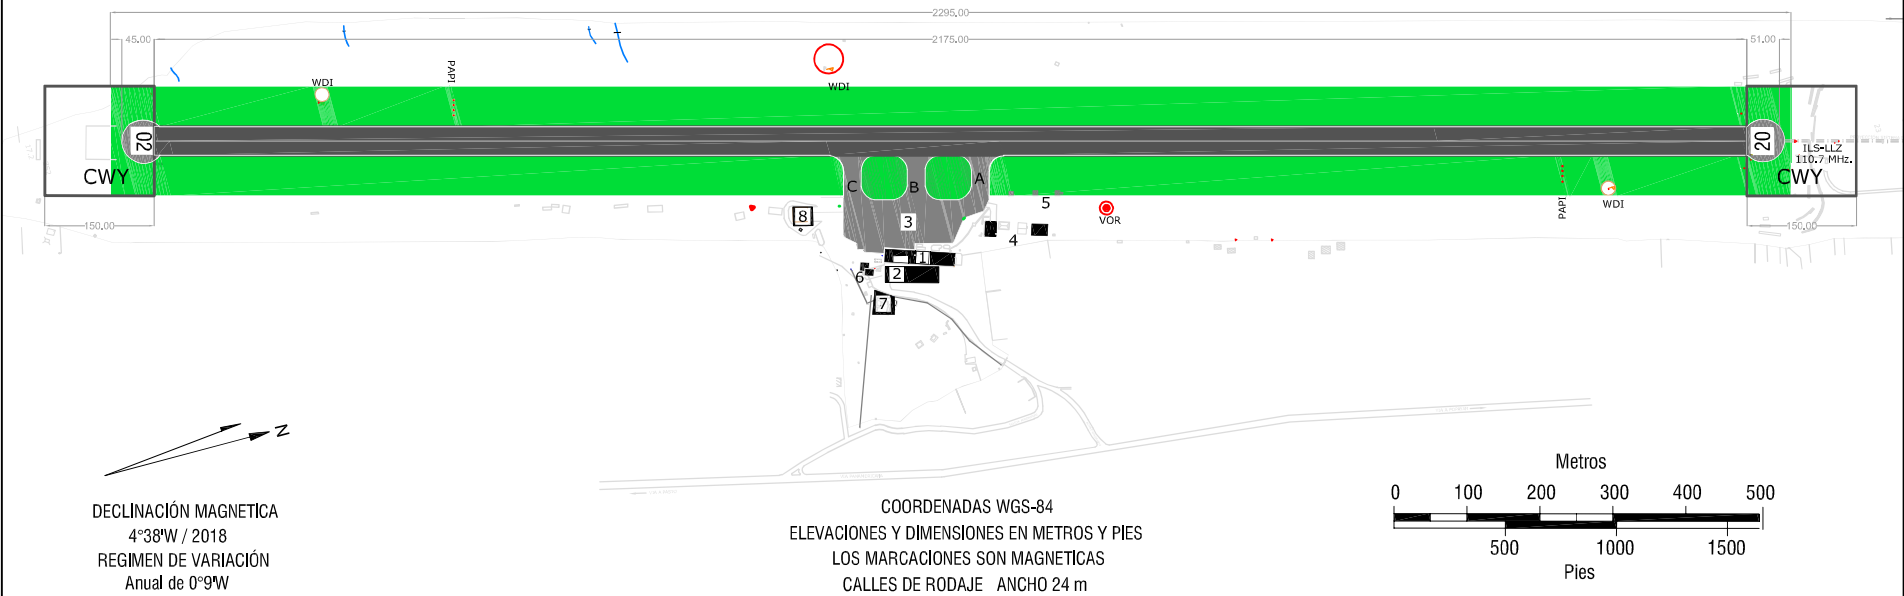 2295.00
45.00
2175.00
51.00
WDI
PAPI
WDI
02
20
ILS-LLZ
110.7 MHz.
CWY
CWY
C
B
A
150.00
8
3
5
4
VOR
PAPI
WDI
150.00
1
2
6
7
N
DECLINACIÓN MAGNETICA
4°38'W / 2018
REGIMEN DE VARIACIÓN
Anual de 0°9'W
COORDENADAS WGS-84
ELEVACIONES Y DIMENSIONES EN METROS Y PIES
LOS MARCACIONES SON MAGNETICAS
CALLES DE RODAJE ANCHO 24 m
Metros
0 100 200 300 400 500
500 1000 1500
Pies